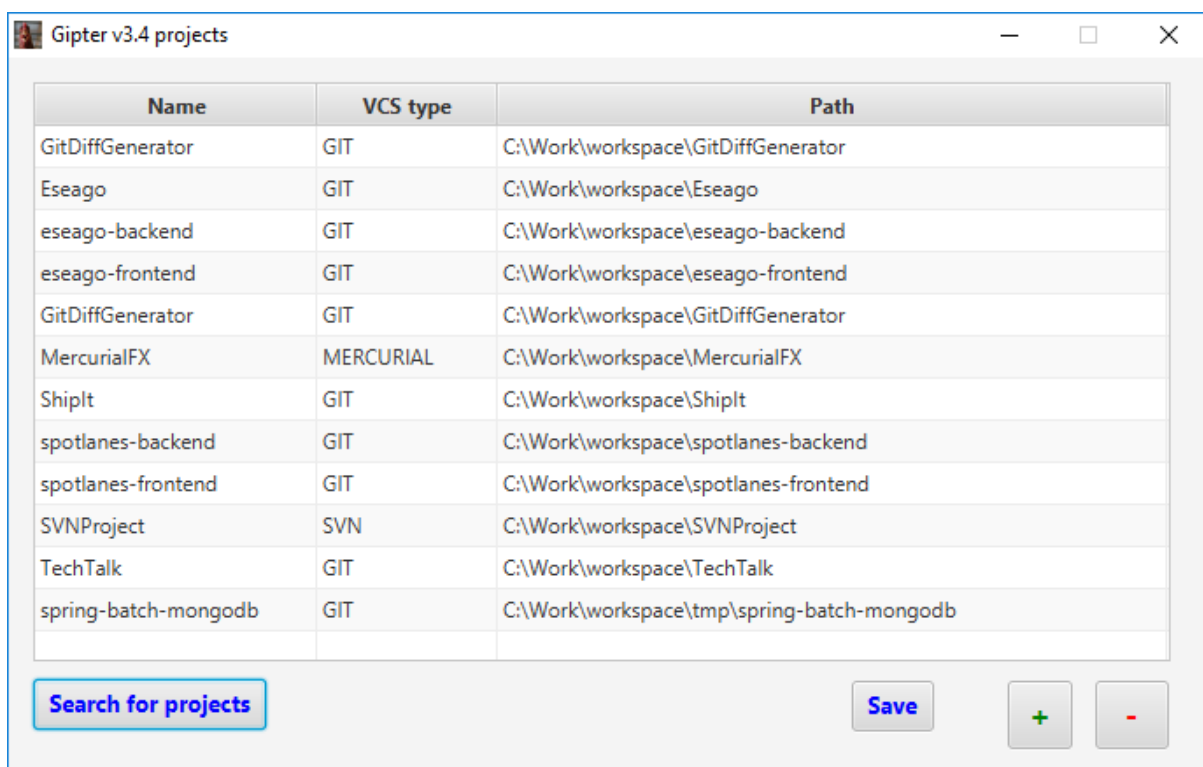 Gipter v3.4 projects
Name VCS type Path
GitDiffGenerator GIT C:\Work\workspace\GitDiffGenerator
Eseago GIT C:\Work\workspace\Eseago
eseago-backend GIT C:\Work\workspace\eseago-backend
eseago-frontend GIT C:\Work\workspace\eseago-frontend
GitDiffGenerator GIT C:\Work\workspace\GitDiffGenerator
MercurialFX MERCURIAL C:\Work\workspace\MercurialFX
ShipIt GIT C:\Work\workspace\ShipIt
spotlanes-backend GIT C:\Work\workspace\spotlanes-backend
spotlanes-frontend GIT C:\Work\workspace\spotlanes-frontend
SVNProject SVN C:\Work\workspace\SVNProject
TechTalk GIT C:\Work\workspace\TechTalk
spring-batch-mongodb GIT C:\Work\workspace\tmp\spring-batch-mongodb
Search for projects Save + -